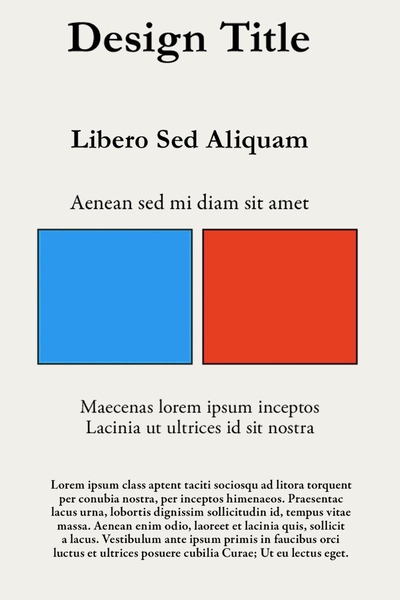 Design Title
Libero Sed Aliquam
Aenean sed mi diam sit amet
Maecenas lorem ipsum inceptos
Lacinia ut ultrices id sit nostra
Lorem ipsum class aptent taciti sociosqu ad litora torquent
per conubia nostra, per inceptos himenaeos. Praesentac
lacus urna, lobortis dignissim sollicitudin id, tempus vitae
massa. Aenean enim odio, laoreet et lacinia quis, sollicit
a lacus. Vestibulum ante ipsum primis in faucibus orci
luctus et ultrices posuere cubilia Curae; Ut eu lectus eget.